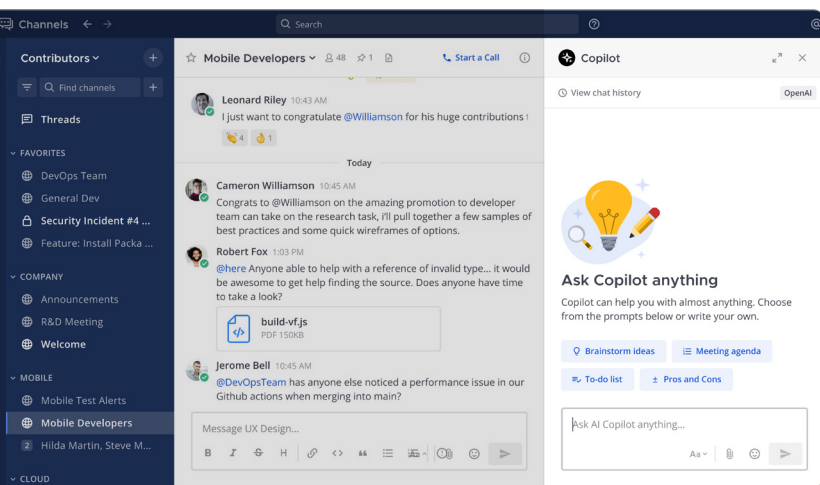 Channels
Search
Contributors
Find channels
Threads
FAVORITES
DevOps Team
General Dev
Security Incident #4 ...
Feature: Install Packa ...
COMPANY
Announcements
R&D Meeting
Welcome
MOBILE
Mobile Test Alerts
Mobile Developers
2 Hilda Martin, Steve M...
CLOUD
Mobile Developers 48 1 Start a Call
Leonard Riley 10:43 AM
I just want to congratulate @Williamson for his huge contributions
4 1
Today
Cameron Williamson 10:45 AM
Congrats to @Williamson on the amazing promotion to developer
team can take on the research task, i'll pull together a few samples of
best practices and some quick wireframes of options.
Robert Fox 1:03 PM
@here Anyone able to help with a reference of invalid type... it would
be awesome to get help finding the source. Does anyone have time
to take a look?
build-vf.js
PDF 150KB
Jerome Bell 10:45 AM
@DevOpsTeam has anyone else noticed a performance issue in our
Github actions when merging into main?
Message UX Design...
B I S H
Copilot
View chat history OpenAI
Ask Copilot anything
Copilot can help you with almost anything. Choose
from the prompts below or write your own.
Brainstorm ideas Meeting agenda
To-do list Pros and Cons
Ask AI Copilot anything...
Aa